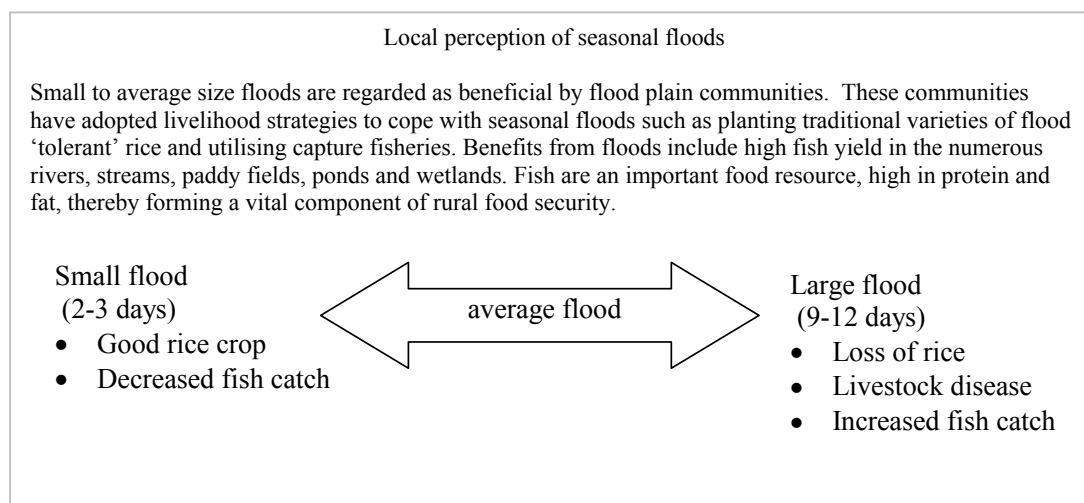 Local perception of seasonal floods
Small to average size floods are regarded as beneficial by flood plain communities.  These communities
have adopted livelihood strategies to cope with seasonal floods such as planting traditional varieties of flood
‘tolerant’ rice and utilising capture fisheries. Benefits from floods include high fish yield in the numerous
rivers, streams, paddy fields, ponds and wetlands. Fish are an important food resource, high in protein and
fat, thereby forming a vital component of rural food security.
Small flood
(2-3 days)
• Good rice crop
• Decreased fish catch
average flood
Large flood
(9-12 days)
• Loss of rice
• Livestock disease
• Increased fish catch